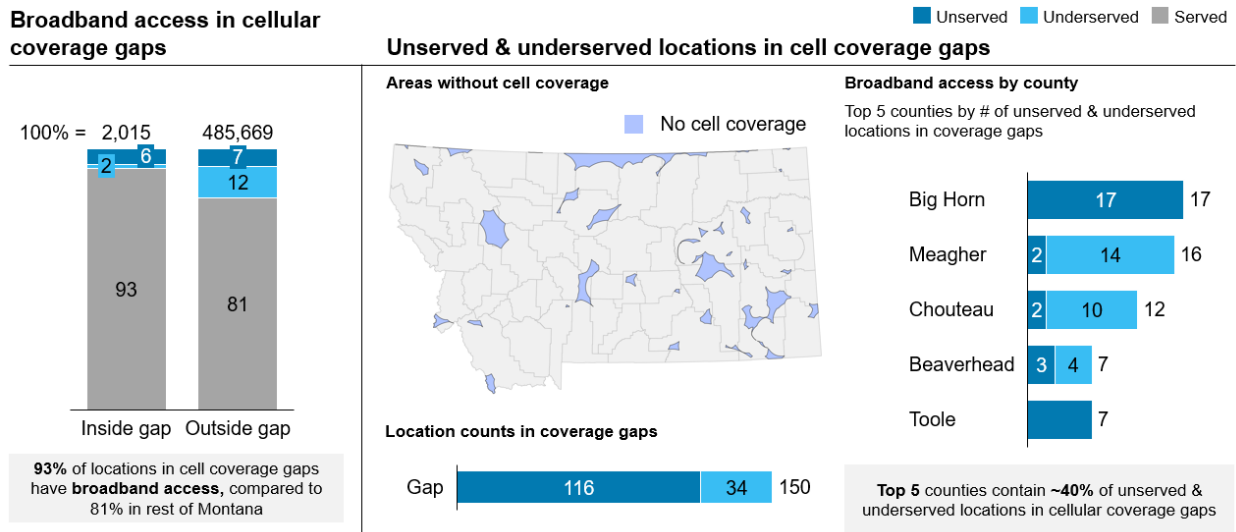 Unserved Underserved Served
Broadband access in cellular
coverage gaps
100% = 2,015 485,669
6 7
2 12
93 81
Inside gap Outside gap
93% of locations in cell coverage gaps
have broadband access, compared to
81% in rest of Montana
Unserved & underserved locations in cell coverage gaps
Areas without cell coverage
No cell coverage
Location counts in coverage gaps
Gap 116 34 150
Broadband access by county
Top 5 counties by # of unserved & underserved
locations in coverage gaps
Big Horn 17 17
Meagher 2 14 16
Chouteau 2 10 12
Beaverhead 3 4 7
Toole 7
Top 5 counties contain ~40% of unserved &
underserved locations in cellular coverage gaps